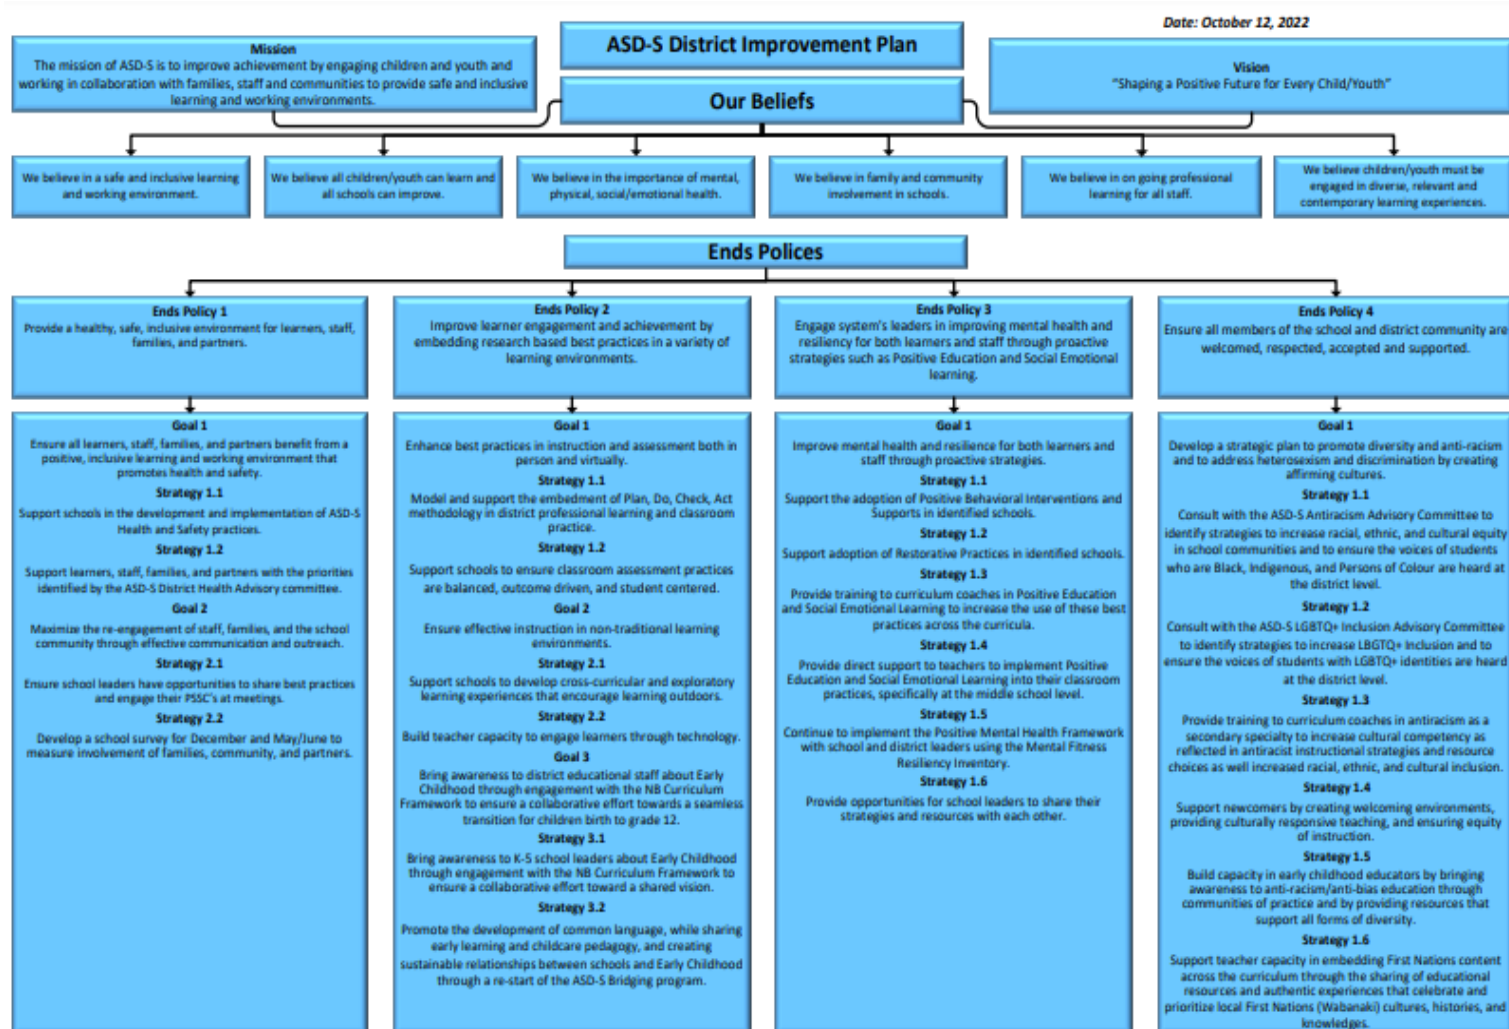 Date: October 12, 2022
Mission
The mission of ASD-S is to improve achievement by engaging children and youth and
working in collaboration with families, staff and communities to provide safe and inclusive
learning and working environments.
ASD-S District Improvement Plan
Vision
"Shaping a Positive Future for Every Child/Youth"
Our Beliefs
We believe in a safe and inclusive learning
and working environment.
We believe all children/youth can learn and
all schools can improve.
We believe in the importance of mental,
physical, social/emotional health.
We believe in family and community
involvement in schools.
We believe in on going professional
learning for all staff.
We believe children/youth must be
engaged in diverse, relevant and
contemporary learning experiences.
Ends Polices
Ends Policy 1
Provide a healthy, safe, inclusive environment for learners, staff,
families, and partners.
Goal 1
Ensure all learners, staff, families, and partners benefit from a
positive, inclusive learning and working environment that
promotes health and safety.
Strategy 1.1
Support schools in the development and implementation of ASD-S
Health and Safety practices.
Strategy 1.2
Support learners, staff, families, and partners with the priorities
identified by the ASD-S District Health Advisory committee.
Goal 2
Maximize the re-engagement of staff, families, and the school
community through effective communication and outreach.
Strategy 2.1
Ensure school leaders have opportunities to share best practices
and engage their PSSC's at meetings.
Strategy 2.2
Develop a school survey for December and May/June to
measure involvement of families, community, and partners.
Ends Policy 2
Improve learner engagement and achievement by
embedding research based best practices in a variety of
learning environments.
Goal 1
Enhance best practices in instruction and assessment both in
person and virtually.
Strategy 1.1
Model and support the embedment of Plan, Do, Check, Act
methodology in district professional learning and classroom
practice.
Strategy 1.2
Support schools to ensure classroom assessment practices
are balanced, outcome driven, and student centered.
Goal 2
Ensure effective instruction in non-traditional learning
environments.
Strategy 2.1
Support schools to develop cross-curricular and exploratory
learning experiences that encourage learning outdoors.
Strategy 2.2
Build teacher capacity to engage learners through technology.
Goal 3
Bring awareness to district educational staff about Early
Childhood through engagement with the NB Curriculum
Framework to ensure a collaborative effort towards a seamless
transition for children birth to grade 12.
Strategy 3.1
Bring awareness to K-5 school leaders about Early Childhood
through engagement with the NB Curriculum Framework to
ensure a collaborative effort toward a shared vision.
Strategy 3.2
Promote the development of common language, while sharing
early learning and childcare pedagogy, and creating
sustainable relationships between schools and Early Childhood
through a re-start of the ASD-S Bridging program.
Ends Policy 3
Engage system's leaders in improving mental health and
resiliency for both learners and staff through proactive
strategies such as Positive Education and Social Emotional
learning.
Goal 1
Improve mental health and resilience for both learners and
staff through proactive strategies.
Strategy 1.1
Support the adoption of Positive Behavioral Interventions and
Supports in identified schools.
Strategy 1.2
Support adoption of Restorative Practices in identified schools.
Strategy 1.3
Provide training to curriculum coaches in Positive Education
and Social Emotional Learning to increase the use of these best
practices across the curricula.
Strategy 1.4
Provide direct support to teachers to implement Positive
Education and Social Emotional Learning into their classroom
practices, specifically at the middle school level.
Strategy 1.5
Continue to implement the Positive Mental Health Framework
with school and district leaders using the Mental Fitness
Resiliency Inventory.
Strategy 1.6
Provide opportunities for school leaders to share their
strategies and resources with each other.
Ends Policy 4
Ensure all members of the school and district community are
welcomed, respected, accepted and supported.
Goal 1
Develop a strategic plan to promote diversity and anti-racism
and to address heterosexism and discrimination by creating
affirming cultures.
Strategy 1.1
Consult with the ASD-S Antiracism Advisory Committee to
identify strategies to increase racial, ethnic, and cultural equity
in school communities and to ensure the voices of students
who are Black, Indigenous, and Persons of Colour are heard at
the district level.
Strategy 1.2
Consult with the ASD-S LGBTQ+ Inclusion Advisory Committee
to identify strategies to increase LBGTQ+ Inclusion and to
ensure the voices of students with LGBTQ+ identities are heard
at the district level.
Strategy 1.3
Provide training to curriculum coaches in antiracism as a
secondary specialty to increase cultural competency as
reflected in antiracist instructional strategies and resource
choices as well increased racial, ethnic, and cultural inclusion.
Strategy 1.4
Support newcomers by creating welcoming environments,
providing culturally responsive teaching, and ensuring equity
of instruction.
Strategy 1.5
Build capacity in early childhood educators by bringing
awareness to anti-racism/anti-bias education through
communities of practice and by providing resources that
support all forms of diversity.
Strategy 1.6
Support teacher capacity in embedding First Nations content
across the curriculum through the sharing of educational
resources and authentic experiences that celebrate and
prioritize local First Nations (Wabanaki) cultures, histories, and
knowledges.